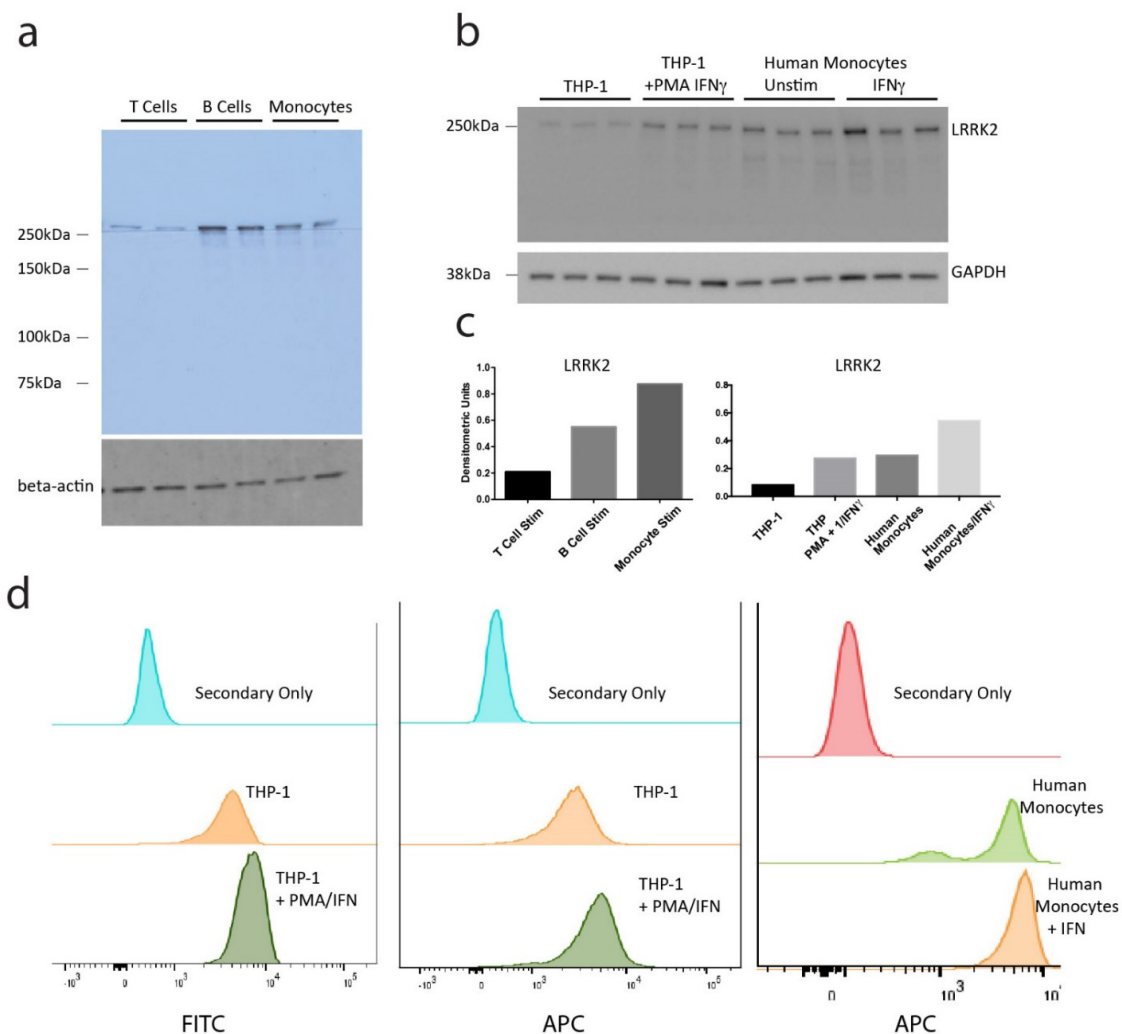 a
T Cells B Cells Monocytes
250kDa
150kDa
100kDa
75kDa
beta-actin
b
THP-1
THP-1
+PMA IFNγ
Human Monocytes
Unstim IFNγ
250kDa
LRRK2
38kDa
GAPDH
c
LRRK2
Densitometric Units
1.0
0.8
0.6
0.4
0.2
0.0
T Cell Stim
B Cell Stim
Monocyte Stim
LRRK2
0.8
0.6
0.4
0.2
0.0
THP-1
THP
PMA + 1/IFNγ
Human
Monocytes
Human
Monocytes/IFNγ
d
Secondary Only
THP-1
THP-1
+ PMA/IFN
-10³ 0 10³ 10⁴ 10⁵
FITC
Secondary Only
THP-1
THP-1
+ PMA/IFN
-10³ 0 10³ 10⁴ 10⁵
APC
Secondary Only
Human
Monocytes
Human
Monocytes
+ IFN
0 10³
APC